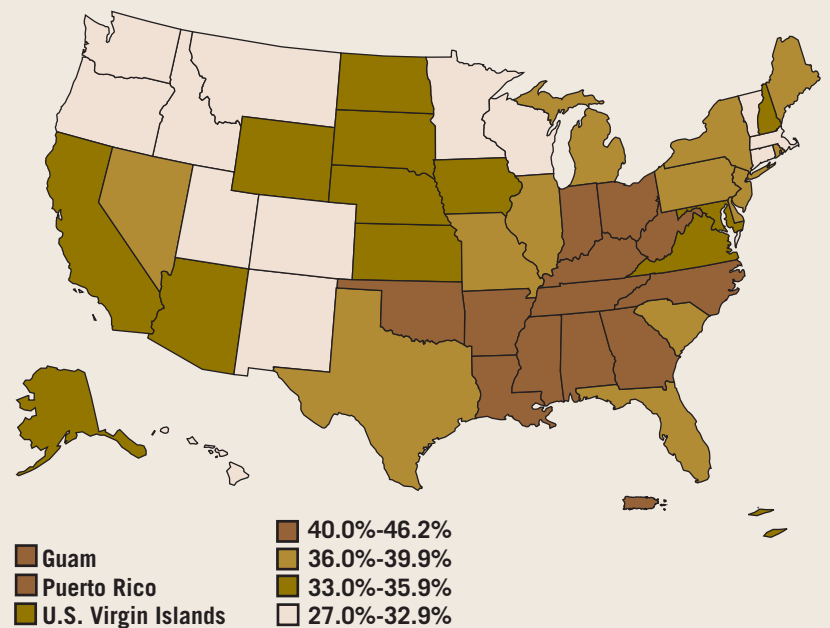 Guam
Puerto Rico
U.S. Virgin Islands
40.0%-46.2%
36.0%-39.9%
33.0%-35.9%
27.0%-32.9%